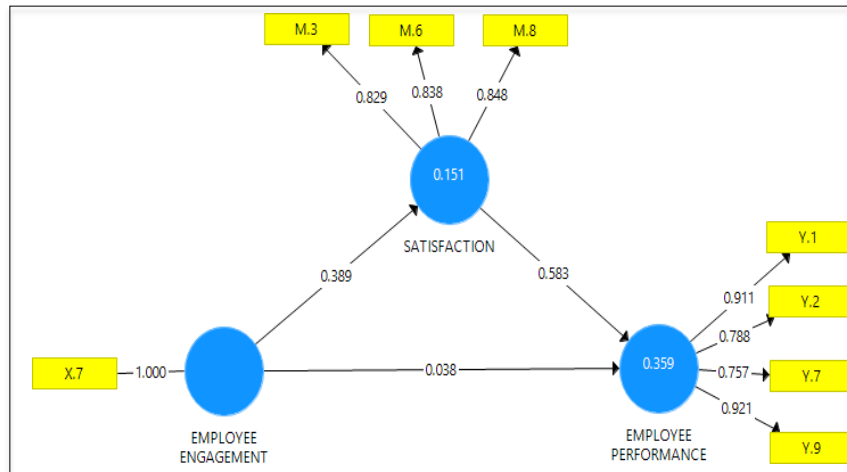 M.3
M.6
M.8
0.829
0.838
0.848
0.151
SATISFACTION
0.389
0.583
Y.1
0.911
Y.2
0.788
X.7
1.000
0.038
0.359
0.757
Y.7
0.921
EMPLOYEE
ENGAGEMENT
EMPLOYEE
PERFORMANCE
Y.9